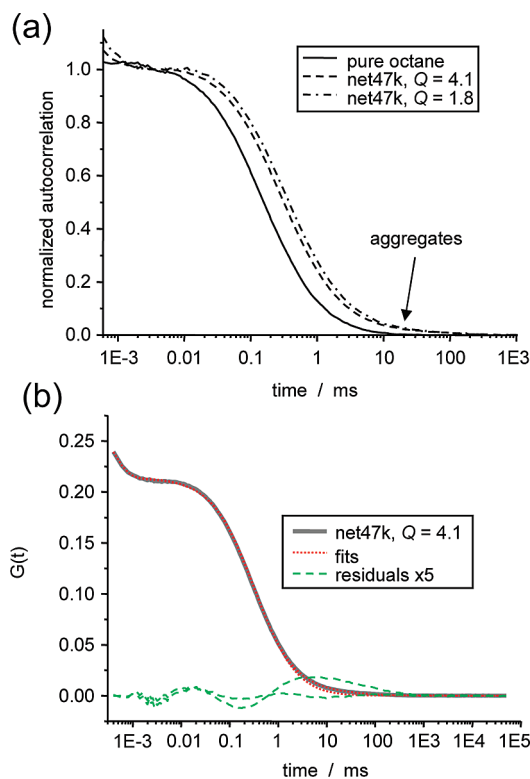 (a)
normalized autocorrelation
1.0
0.8
0.6
0.4
0.2
0.0
pure octane
net47k, Q = 4.1
net47k, Q = 1.8
aggregates
1E-3
0.01
0.1
1
10
100
1E3
time / ms
(b)
G(t)
0.25
0.20
0.15
0.10
0.05
0.00
net47k, Q = 4.1
fits
residuals x5
1E-3
0.01
0.1
1
10
100
1E3
1E4
1E5
time / ms